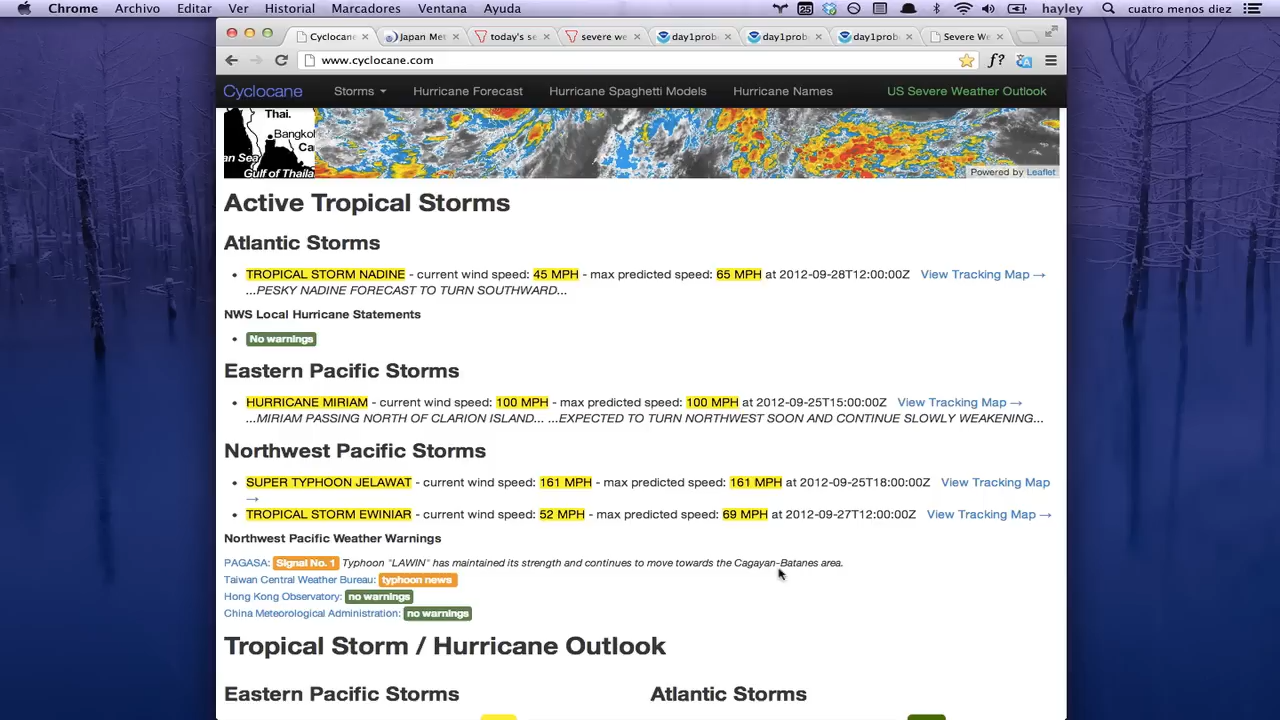 Chrome Archivo Editar Ver Historial Marcadores Ventana Ayuda 25 hayley cuatro menos diez
Cyclocane Japan Met today's se severe we day1prob day1prob day1prob Severe We
www.cyclocane.com f?
Cyclocane Storms Hurricane Forecast Hurricane Spaghetti Models Hurricane Names US Severe Weather Outlook
Thai.
Bangkok
Ca
an Sea
Gulf of Thaila
Powered by Leaflet
Active Tropical Storms
Atlantic Storms
• TROPICAL STORM NADINE - current wind speed: 45 MPH - max predicted speed: 65 MPH at 2012-09-28T12:00:00Z View Tracking Map →
...PESKY NADINE FORECAST TO TURN SOUTHWARD...
NWS Local Hurricane Statements
• No warnings
Eastern Pacific Storms
• HURRICANE MIRIAM - current wind speed: 100 MPH - max predicted speed: 100 MPH at 2012-09-25T15:00:00Z View Tracking Map →
...MIRIAM PASSING NORTH OF CLARION ISLAND... ...EXPECTED TO TURN NORTHWEST SOON AND CONTINUE SLOWLY WEAKENING...
Northwest Pacific Storms
• SUPER TYPHOON JELAWAT - current wind speed: 161 MPH - max predicted speed: 161 MPH at 2012-09-25T18:00:00Z View Tracking Map
→
• TROPICAL STORM EWINIAR - current wind speed: 52 MPH - max predicted speed: 69 MPH at 2012-09-27T12:00:00Z View Tracking Map →
Northwest Pacific Weather Warnings
PAGASA: Signal No. 1 Typhoon "LAWIN" has maintained its strength and continues to move towards the Cagayan-Batanes area.
Taiwan Central Weather Bureau: typhoon news
Hong Kong Observatory: no warnings
China Meteorological Administration: no warnings
Tropical Storm / Hurricane Outlook
Eastern Pacific Storms Atlantic Storms